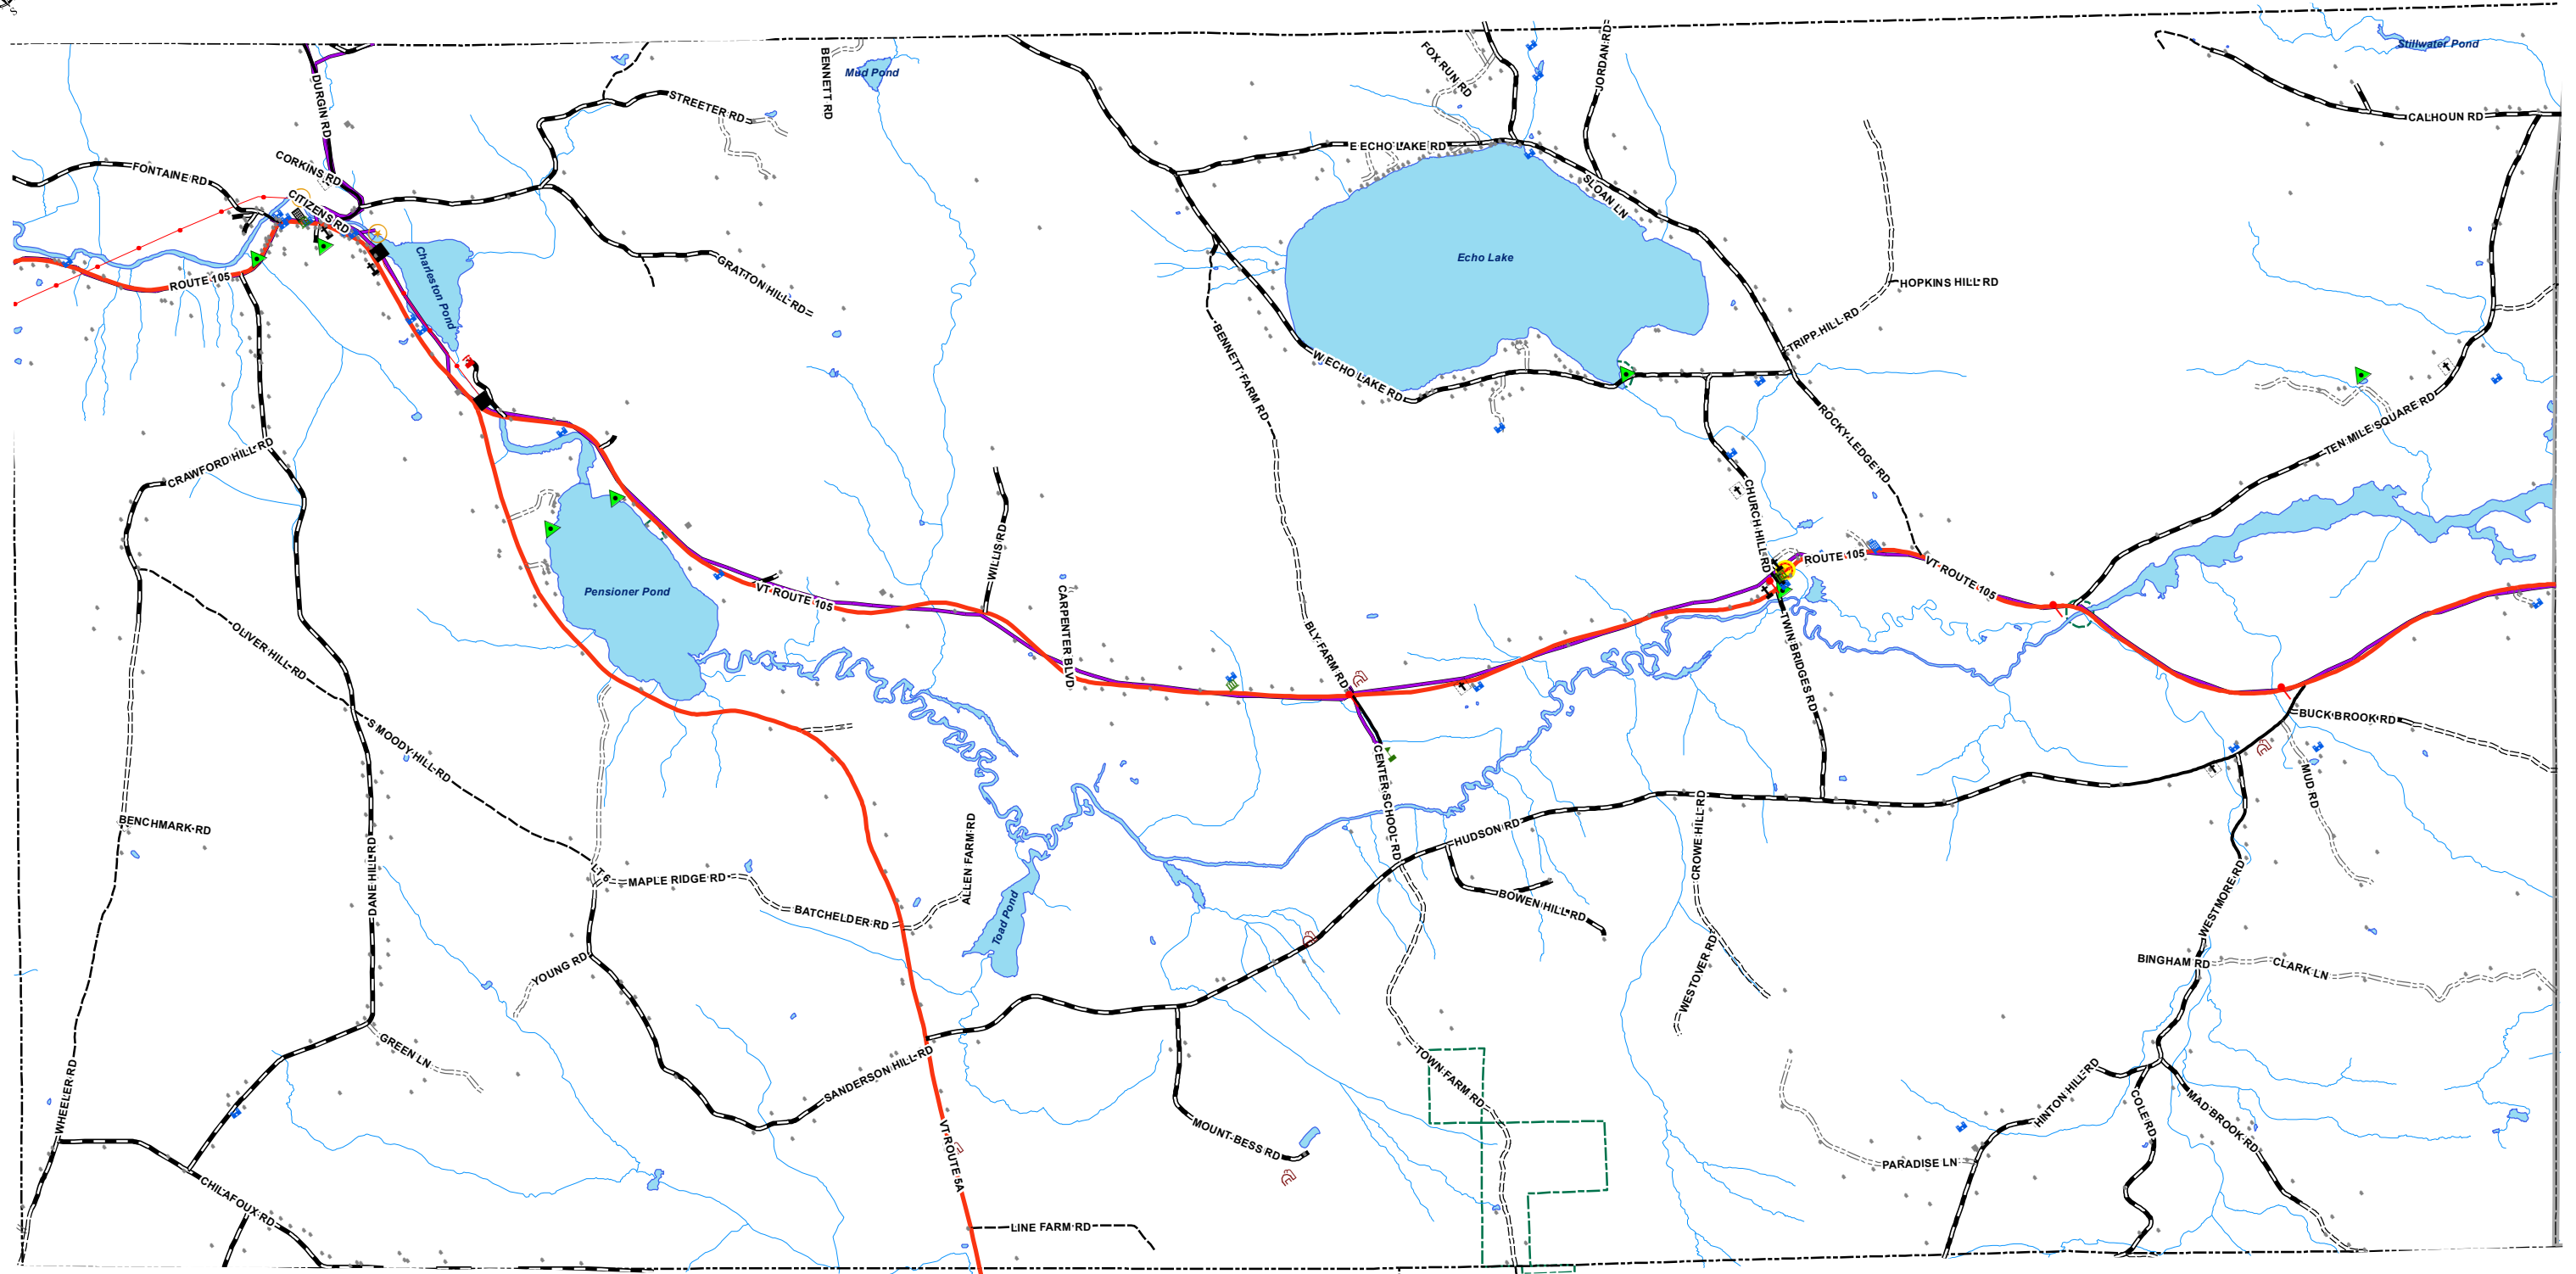 Stillwater Pond
BENNETT RD
Mud Pond
FOX RUN RD
JORDAN RD
DURGIN RD
STREETER RD
CALHOUN RD
E ECHO LAKE RD
CORKINS RD
FONTAINE RD
CITIZENS RD
SLOAN LN
Echo Lake
Charleston Pond
GRATTON HILL RD
ROUTE 105
HOPKINS HILL RD
TRIPP HILL RD
BENNETT FARM RD
W ECHO LAKE RD
ROCKY LEDGE RD
TEN MILE SQUARE RD
CRAWFORD HILL RD
CHURCH HILL RD
WILLIS RD
ROUTE 105
VT ROUTE 105
Pensioner Pond
VT ROUTE 105
CARPENTER BLVD
BLY FARM RD
TWIN BRIDGES RD
OLIVER HILL RD
S MOODY HILL RD
BUCK BROOK RD
CENTER SCHOOL RD
MUD RD
BENCHMARK RD
HUDSON RD
CROWE HILL RD
DANE HILL RD
ALLEN FARM RD
LT 6
MAPLE RIDGE RD
BATCHELDER RD
BOWEN HILL RD
WESTMORE RD
Toad Pond
YOUNG RD
WESTOVER RD
BINGHAM RD
CLARK LN
GREEN LN
SANDERSON HILL RD
TOWN FARM RD
WHEELER RD
HINTON HILL RD
COLE RD
MAD BROOK RD
MOUNT BESS RD
VT ROUTE 5A
PARADISE LN
CHILAFOUX RD
LINE FARM RD